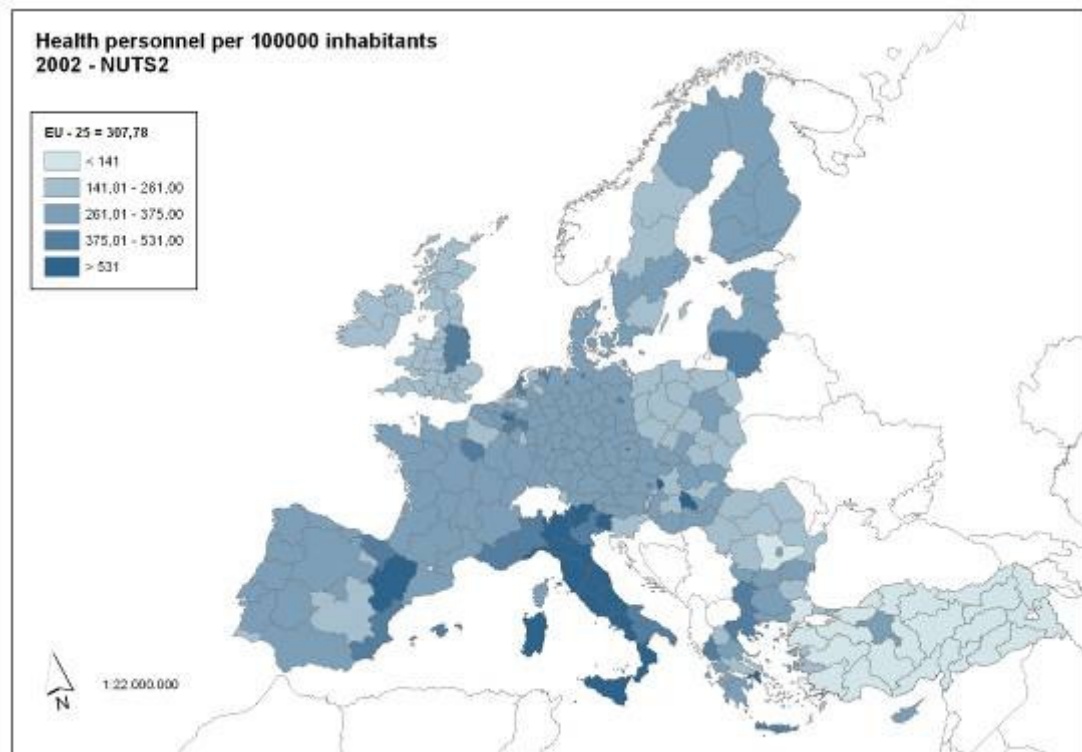 Health personnel per 100000 inhabitants
2002 - NUTS2
EU - 25 = 307,78
< 141
141,01 - 261,00
261,01 - 375,00
375,01 - 531,00
> 531
1:22 000.000
N